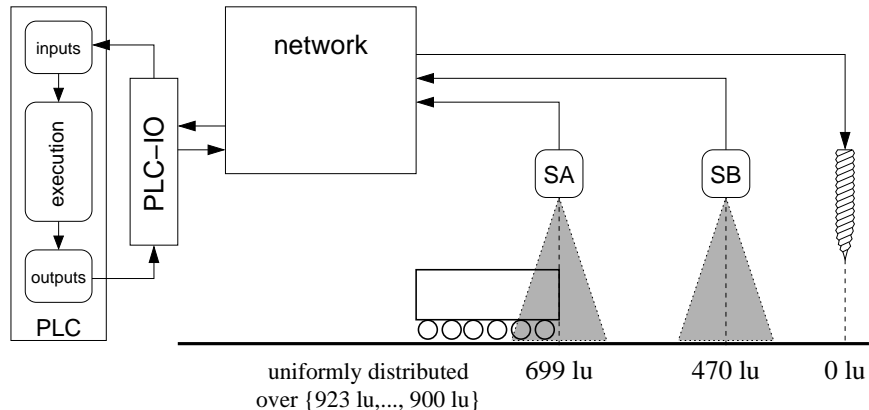 inputs
execution
outputs
PLC
PLC–IO
network
SA
SB
uniformly distributed
over {923 lu,..., 900 lu}
699 lu
470 lu
0 lu